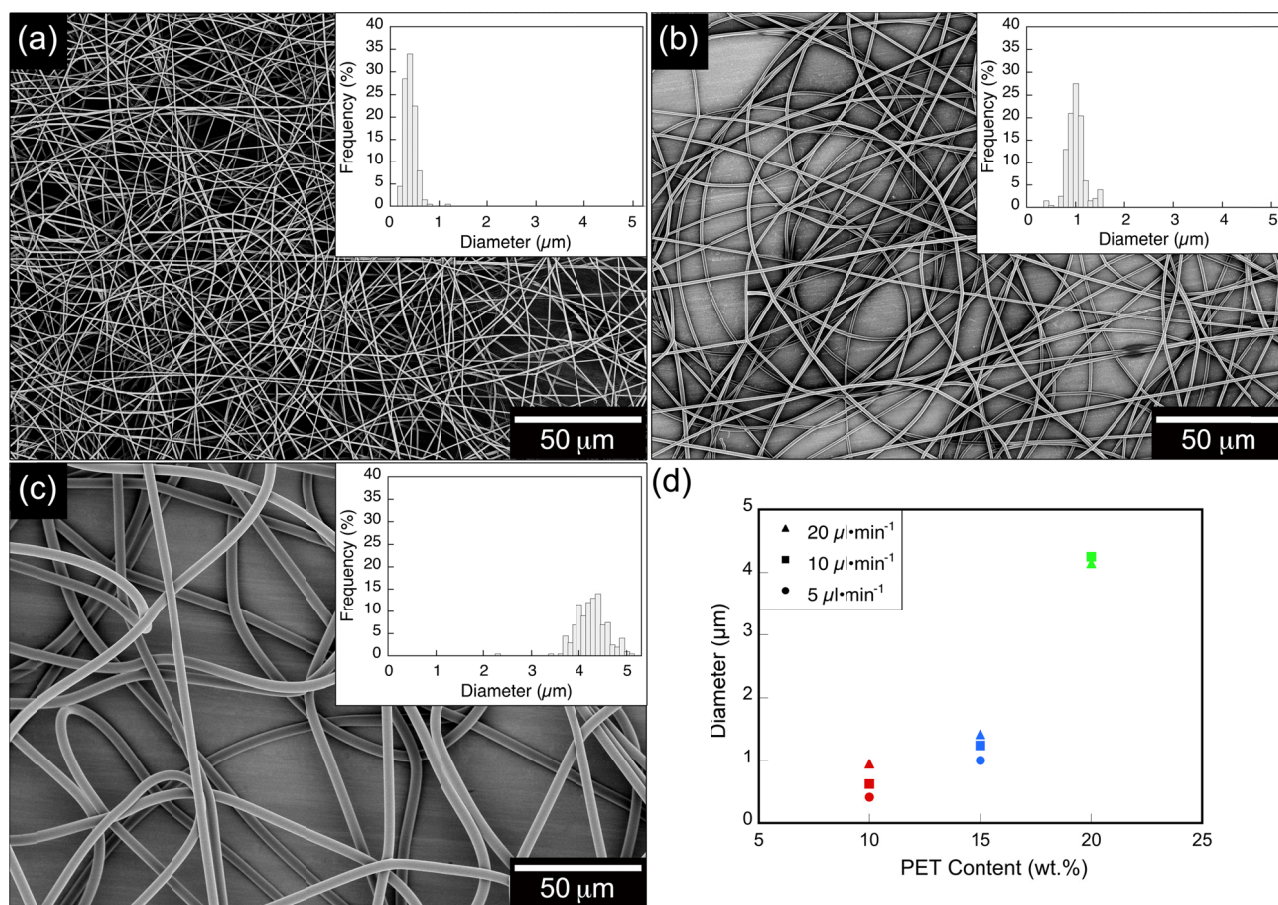 (a)
40
35
30
25
20
15
10
5
0
Frequency (%)
0 1 2 3 4 5
Diameter (µm)
50 µm
(b)
40
35
30
25
20
15
10
5
0
Frequency (%)
0 1 2 3 4 5
Diameter (µm)
50 µm
(c)
40
35
30
25
20
15
10
5
0
Frequency (%)
0 1 2 3 4 5
Diameter (µm)
50 µm
(d)
5
4
3
2
1
0
Diameter (µm)
20 µl•min⁻¹
10 µl•min⁻¹
5 µl•min⁻¹
5 10 15 20 25
PET Content (wt.%)